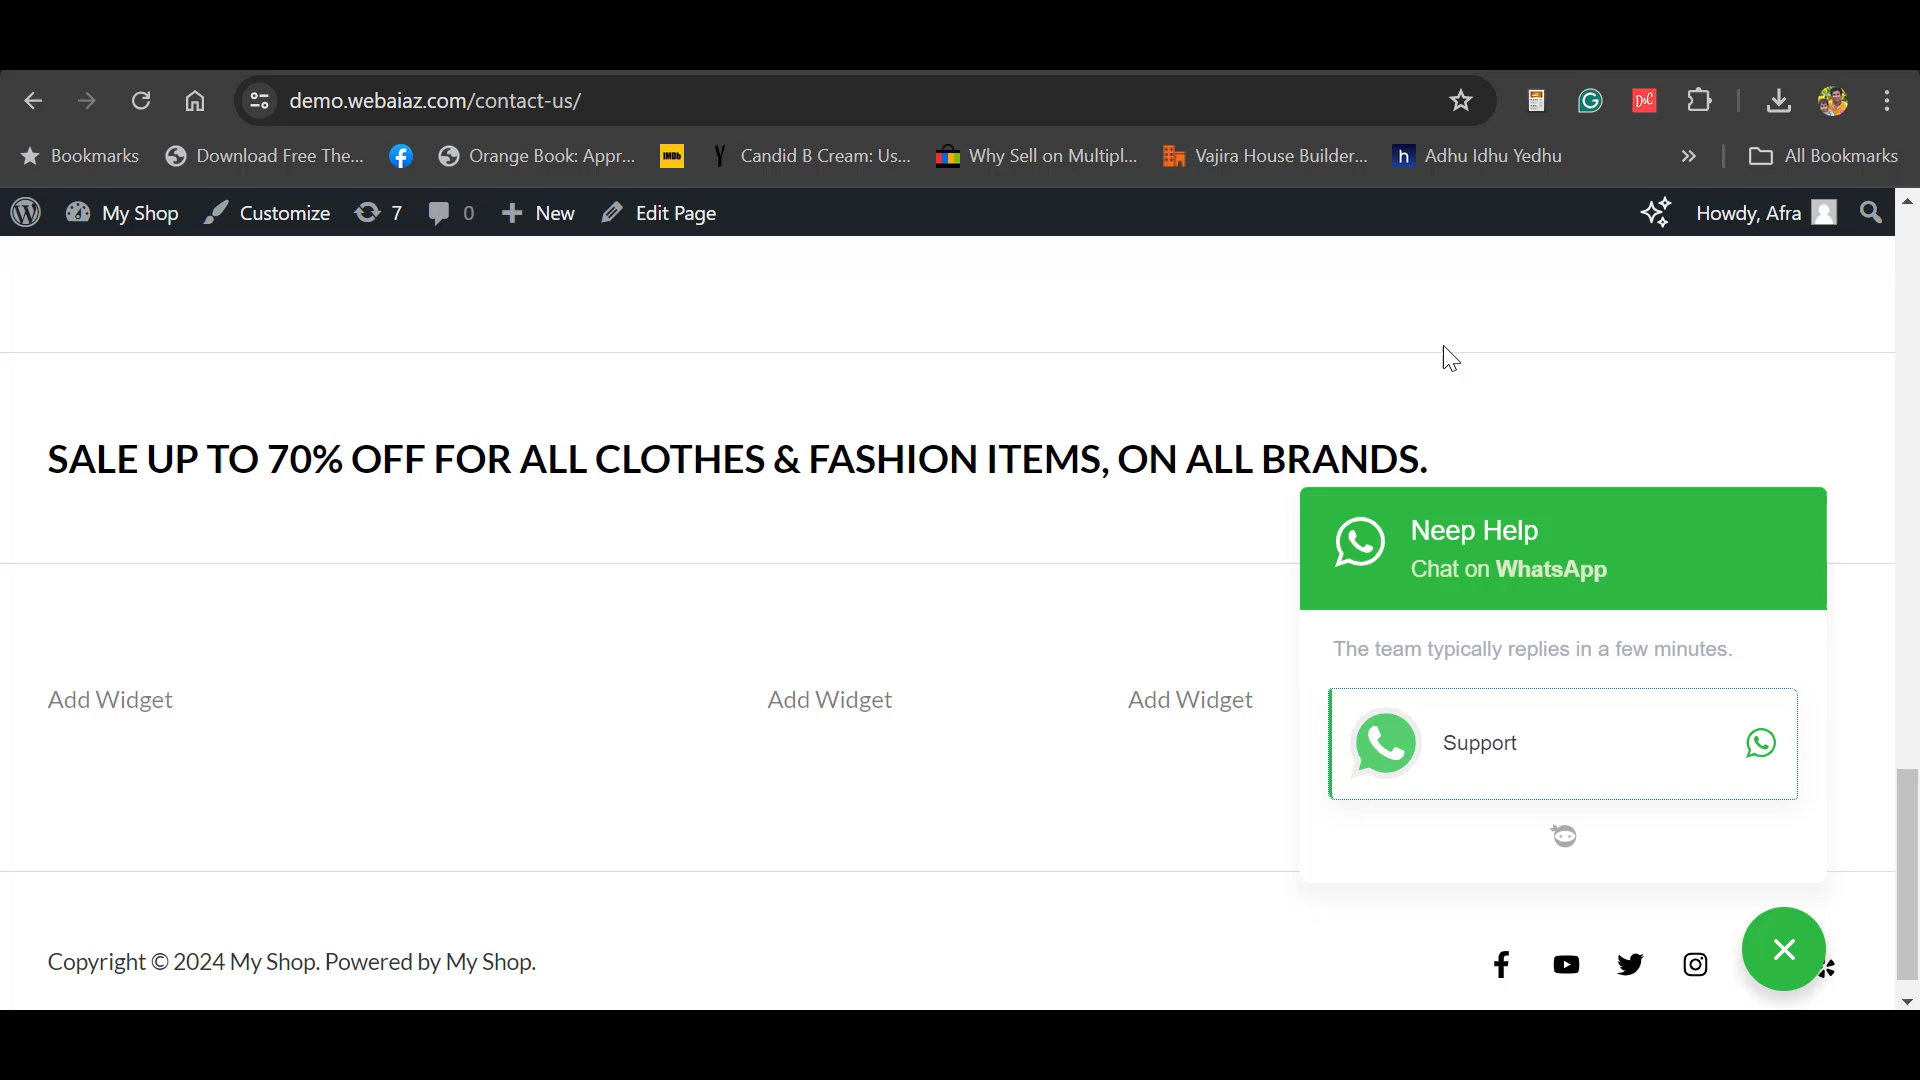 demo.webaiaz.com/contact-us/
D&C
Bookmarks Download Free The... Orange Book: Appr... IMDb Y Candid B Cream: Us... Why Sell on Multipl... Vajira House Builder... h Adhu Idhu Yedhu » All Bookmarks
My Shop Customize 7 0 New Edit Page Howdy, Afra
SALE UP TO 70% OFF FOR ALL CLOTHES & FASHION ITEMS, ON ALL BRANDS.
Neep Help
Chat on WhatsApp
The team typically replies in a few minutes.
Support
Add Widget Add Widget Add Widget
Copyright © 2024 My Shop. Powered by My Shop.